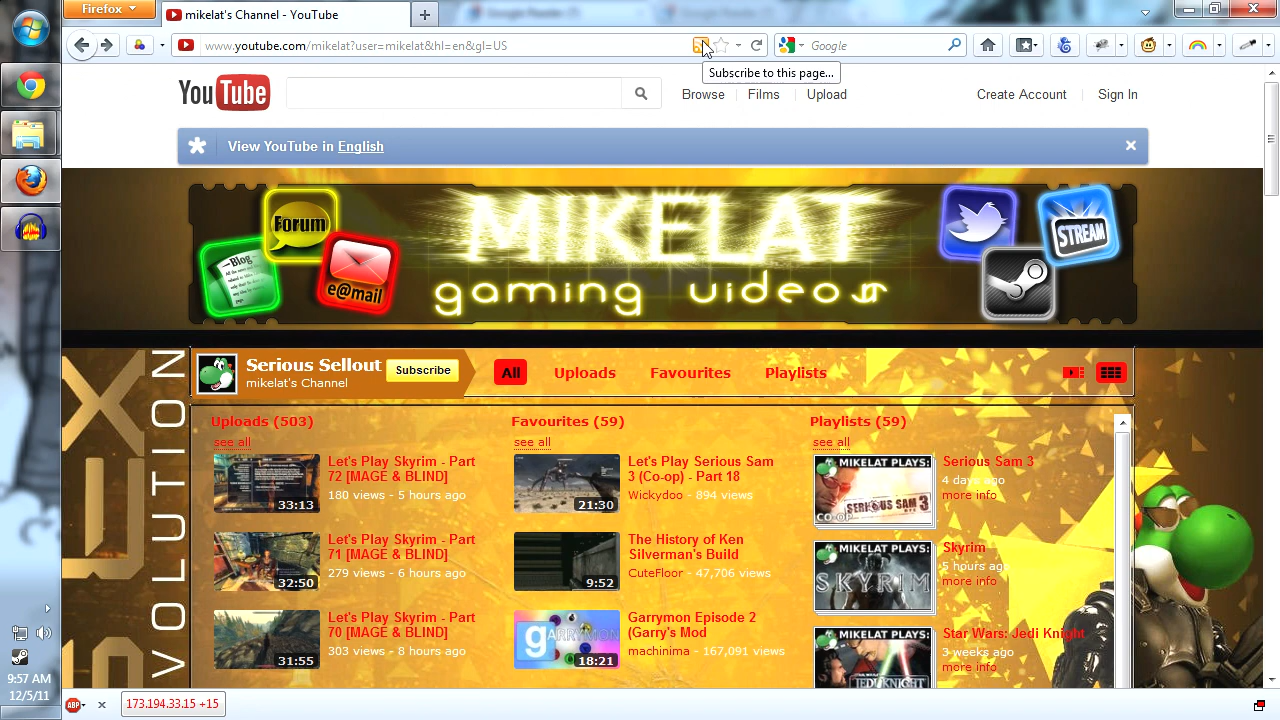 Firefox
mikelat's Channel - YouTube
www.youtube.com/mikelat?user=mikelat&hl=en&gl=US
Google
Subscribe to this page...
YouTube
Browse
Films
Upload
Create Account
Sign In
View YouTube in English
Forum
Blog
e@mail
MIKELAT
gaming videos
STREAM
Serious Sellout
mikelat's Channel
Subscribe
All
Uploads
Favourites
Playlists
VOLUTION
Uploads (503)
see all
Let's Play Skyrim - Part
72 [MAGE & BLIND]
180 views - 5 hours ago
33:13
Let's Play Skyrim - Part
71 [MAGE & BLIND]
279 views - 6 hours ago
32:50
Let's Play Skyrim - Part
70 [MAGE & BLIND]
303 views - 8 hours ago
31:55
Favourites (59)
see all
Let's Play Serious Sam
3 (Co-op) - Part 18
Wickydoo - 894 views
21:30
The History of Ken
Silverman's Build
CuteFloor - 47,706 views
9:52
Garrymon Episode 2
(Garry's Mod
machinima - 167,091 views
GARRYMON
18:21
Playlists (59)
see all
MIKELAT PLAYS:
SERIOUS SAM 3
CO-OP
Serious Sam 3
4 days ago
more info
MIKELAT PLAYS:
SKYRIM
Skyrim
5 hours ago
more info
MIKELAT PLAYS:
JEDI KNIGHT
Star Wars: Jedi Knight
3 weeks ago
more info
9:57 AM
12/5/11
ABP
173.194.33.15 +15